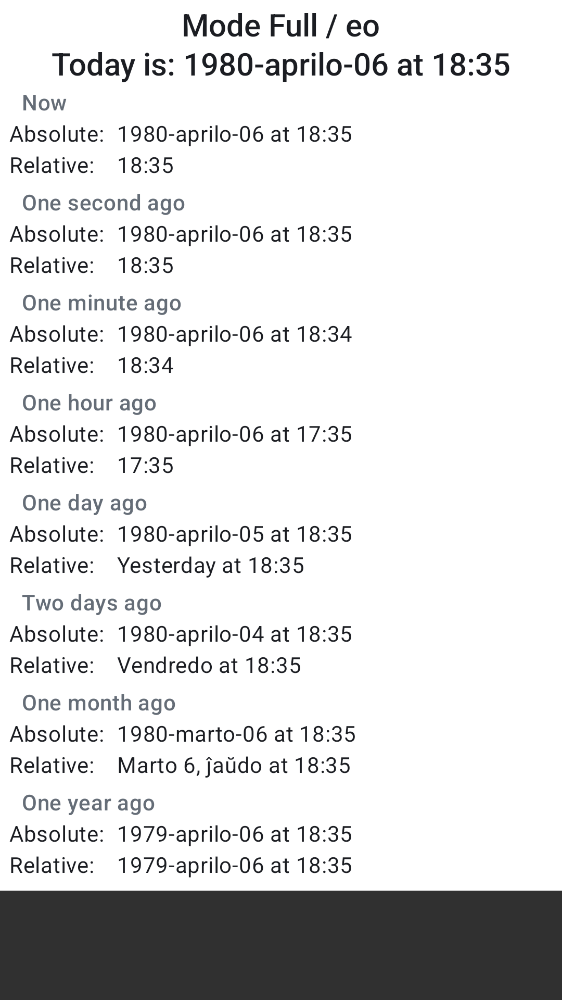 Mode Full / eo
Today is: 1980-aprilo-06 at 18:35
Now
Absolute: 1980-aprilo-06 at 18:35
Relative: 18:35
One second ago
Absolute: 1980-aprilo-06 at 18:35
Relative: 18:35
One minute ago
Absolute: 1980-aprilo-06 at 18:34
Relative: 18:34
One hour ago
Absolute: 1980-aprilo-06 at 17:35
Relative: 17:35
One day ago
Absolute: 1980-aprilo-05 at 18:35
Relative: Yesterday at 18:35
Two days ago
Absolute: 1980-aprilo-04 at 18:35
Relative: Vendredo at 18:35
One month ago
Absolute: 1980-marto-06 at 18:35
Relative: Marto 6, ĵaŭdo at 18:35
One year ago
Absolute: 1979-aprilo-06 at 18:35
Relative: 1979-aprilo-06 at 18:35